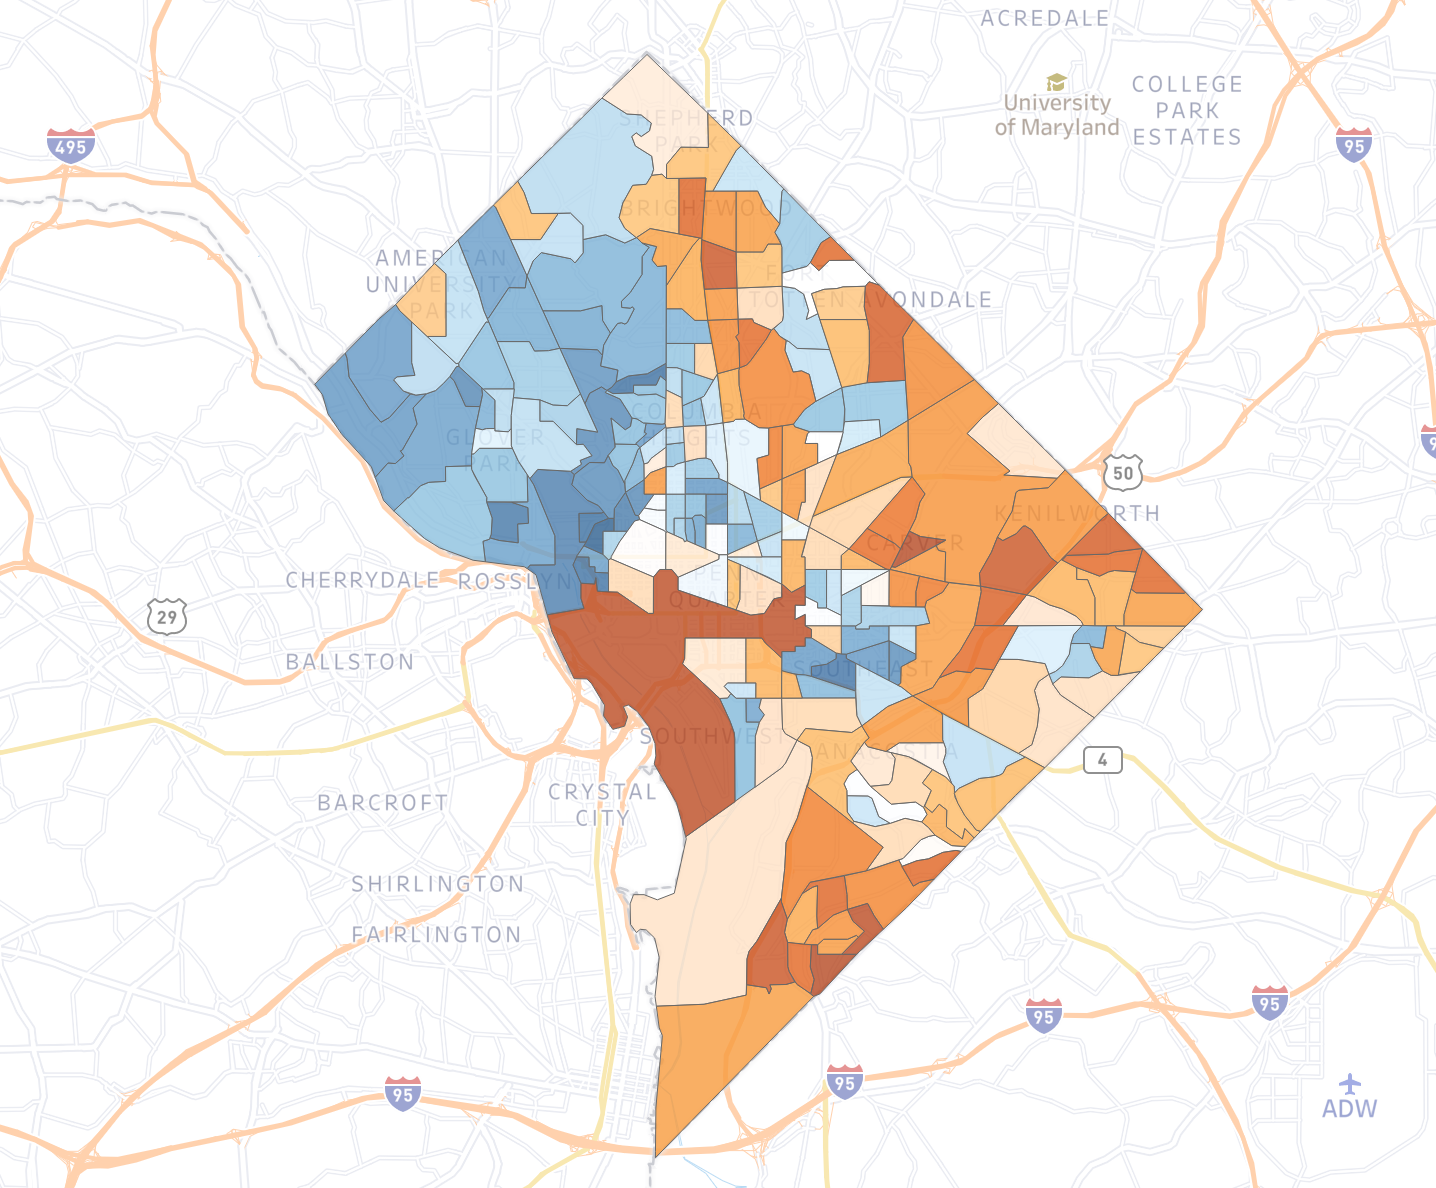 ACREDALE
COLLEGE
PARK
ESTATES
University
of Maryland
495
95
SHEPHERD
PARK
BRIGHTWOOD
AMERICAN
UNIVERSITY
PARK
FORT
TOTTEN
AVONDALE
COLUMBIA
HEIGHTS
GLOVER
PARK
50
KENILWORTH
CARVER
CHERRYDALE
ROSSLYN
PENN
QUARTER
29
BALLSTON
SOUTHEAST
SOUTHWEST
ANACOSTIA
4
CRYSTAL
CITY
BARCROFT
SHIRLINGTON
FAIRLINGTON
95
95
95
95
ADW